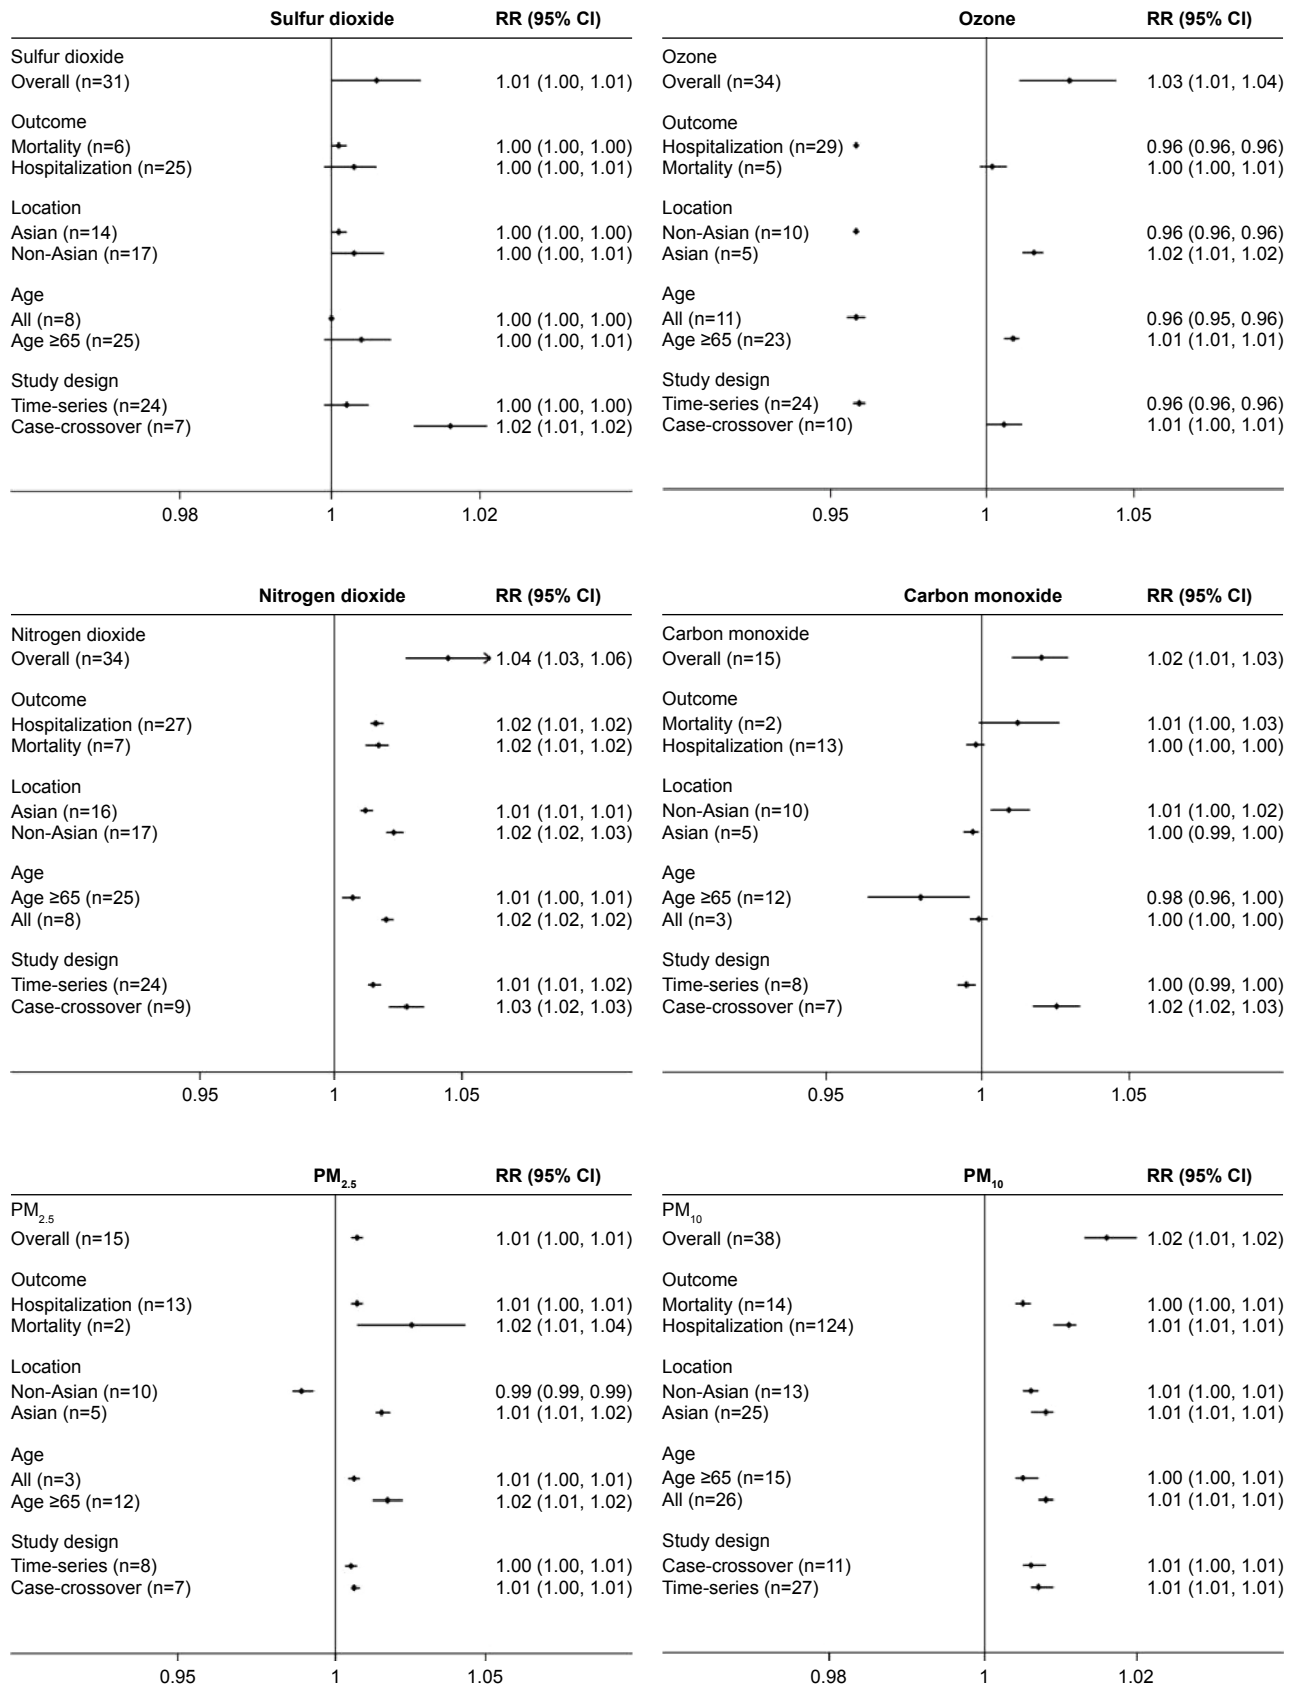 Sulfur dioxide RR (95% CI)
Sulfur dioxide
Overall (n=31) 1.01 (1.00, 1.01)
Outcome
Mortality (n=6) 1.00 (1.00, 1.00)
Hospitalization (n=25) 1.00 (1.00, 1.01)
Location
Asian (n=14) 1.00 (1.00, 1.00)
Non-Asian (n=17) 1.00 (1.00, 1.01)
Age
All (n=8) 1.00 (1.00, 1.00)
Age ≥65 (n=25) 1.00 (1.00, 1.01)
Study design
Time-series (n=24) 1.00 (1.00, 1.00)
Case-crossover (n=7) 1.02 (1.01, 1.02)
0.98 1 1.02
Ozone RR (95% CI)
Ozone
Overall (n=34) 1.03 (1.01, 1.04)
Outcome
Hospitalization (n=29) 0.96 (0.96, 0.96)
Mortality (n=5) 1.00 (1.00, 1.01)
Location
Non-Asian (n=10) 0.96 (0.96, 0.96)
Asian (n=5) 1.02 (1.01, 1.02)
Age
All (n=11) 0.96 (0.95, 0.96)
Age ≥65 (n=23) 1.01 (1.01, 1.01)
Study design
Time-series (n=24) 0.96 (0.96, 0.96)
Case-crossover (n=10) 1.01 (1.00, 1.01)
0.95 1 1.05
Nitrogen dioxide RR (95% CI)
Nitrogen dioxide
Overall (n=34) 1.04 (1.03, 1.06)
Outcome
Hospitalization (n=27) 1.02 (1.01, 1.02)
Mortality (n=7) 1.02 (1.01, 1.02)
Location
Asian (n=16) 1.01 (1.01, 1.01)
Non-Asian (n=17) 1.02 (1.02, 1.03)
Age
Age ≥65 (n=25) 1.01 (1.00, 1.01)
All (n=8) 1.02 (1.02, 1.02)
Study design
Time-series (n=24) 1.01 (1.01, 1.02)
Case-crossover (n=9) 1.03 (1.02, 1.03)
0.95 1 1.05
Carbon monoxide RR (95% CI)
Carbon monoxide
Overall (n=15) 1.02 (1.01, 1.03)
Outcome
Mortality (n=2) 1.01 (1.00, 1.03)
Hospitalization (n=13) 1.00 (1.00, 1.00)
Location
Non-Asian (n=10) 1.01 (1.00, 1.02)
Asian (n=5) 1.00 (0.99, 1.00)
Age
Age ≥65 (n=12) 0.98 (0.96, 1.00)
All (n=3) 1.00 (1.00, 1.00)
Study design
Time-series (n=8) 1.00 (0.99, 1.00)
Case-crossover (n=7) 1.02 (1.02, 1.03)
0.95 1 1.05
PM2.5 RR (95% CI)
PM2.5
Overall (n=15) 1.01 (1.00, 1.01)
Outcome
Hospitalization (n=13) 1.01 (1.00, 1.01)
Mortality (n=2) 1.02 (1.01, 1.04)
Location
Non-Asian (n=10) 0.99 (0.99, 0.99)
Asian (n=5) 1.01 (1.01, 1.02)
Age
All (n=3) 1.01 (1.00, 1.01)
Age ≥65 (n=12) 1.02 (1.01, 1.02)
Study design
Time-series (n=8) 1.00 (1.00, 1.01)
Case-crossover (n=7) 1.01 (1.00, 1.01)
0.95 1 1.05
PM10 RR (95% CI)
PM10
Overall (n=38) 1.02 (1.01, 1.02)
Outcome
Mortality (n=14) 1.00 (1.00, 1.01)
Hospitalization (n=124) 1.01 (1.01, 1.01)
Location
Non-Asian (n=13) 1.01 (1.00, 1.01)
Asian (n=25) 1.01 (1.01, 1.01)
Age
Age ≥65 (n=15) 1.00 (1.00, 1.01)
All (n=26) 1.01 (1.01, 1.01)
Study design
Case-crossover (n=11) 1.01 (1.00, 1.01)
Time-series (n=27) 1.01 (1.01, 1.01)
0.98 1 1.02